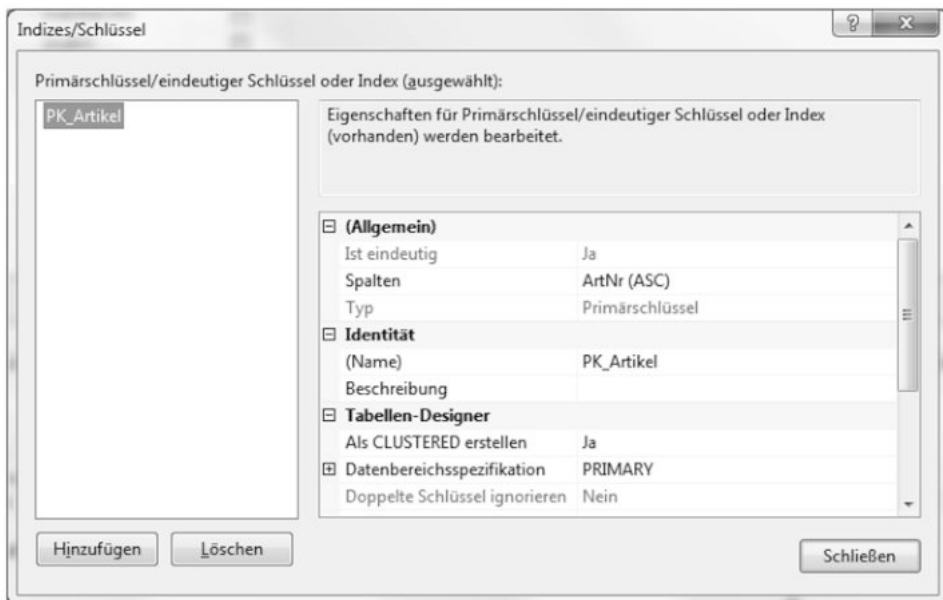 Indizes/Schlüssel
?
Primärschlüssel/eindeutiger Schlüssel oder Index (ausgewählt):
PK_Artikel
Eigenschaften für Primärschlüssel/eindeutiger Schlüssel oder Index
(vorhanden) werden bearbeitet.
(Allgemein)
Ist eindeutig Ja
Spalten ArtNr (ASC)
Typ Primärschlüssel
Identität
(Name) PK_Artikel
Beschreibung
Tabellen-Designer
Als CLUSTERED erstellen Ja
Datenbereichsspezifikation PRIMARY
Doppelte Schlüssel ignorieren Nein
Hinzufügen Löschen Schließen